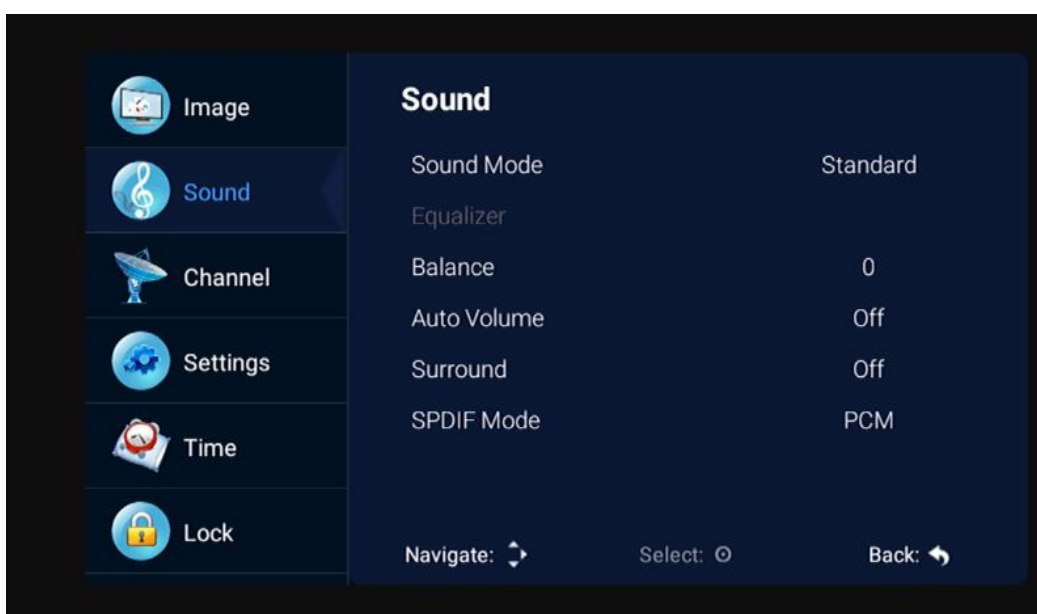 Image
Sound
Channel
Settings
Time
Lock
Sound
Sound Mode Standard
Equalizer
Balance 0
Auto Volume Off
Surround Off
SPDIF Mode PCM
Navigate: Select: Back: